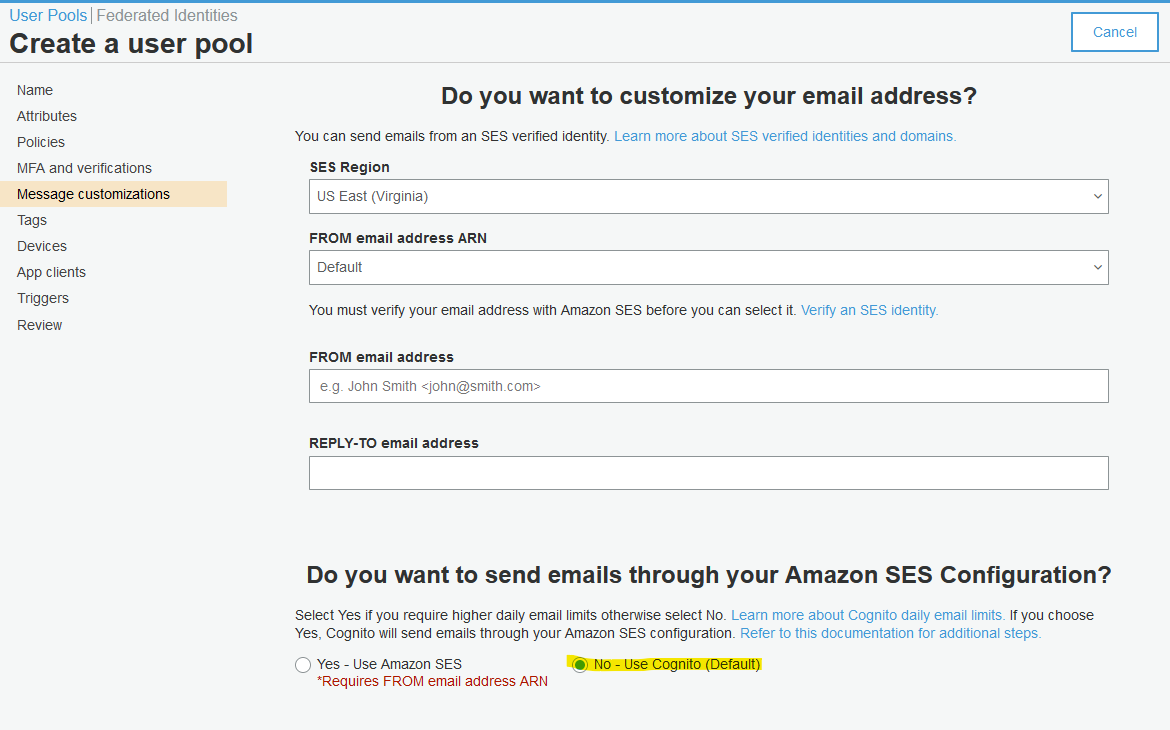 User Pools | Federated Identities
Create a user pool
Cancel
Name
Attributes
Policies
MFA and verifications
Message customizations
Tags
Devices
App clients
Triggers
Review
Do you want to customize your email address?
You can send emails from an SES verified identity. Learn more about SES verified identities and domains.
SES Region
US East (Virginia)
FROM email address ARN
Default
You must verify your email address with Amazon SES before you can select it. Verify an SES identity.
FROM email address
e.g. John Smith <john@smith.com>
REPLY-TO email address
Do you want to send emails through your Amazon SES Configuration?
Select Yes if you require higher daily email limits otherwise select No. Learn more about Cognito daily email limits. If you choose
Yes, Cognito will send emails through your Amazon SES configuration. Refer to this documentation for additional steps.
Yes - Use Amazon SES
*Requires FROM email address ARN
No - Use Cognito (Default)